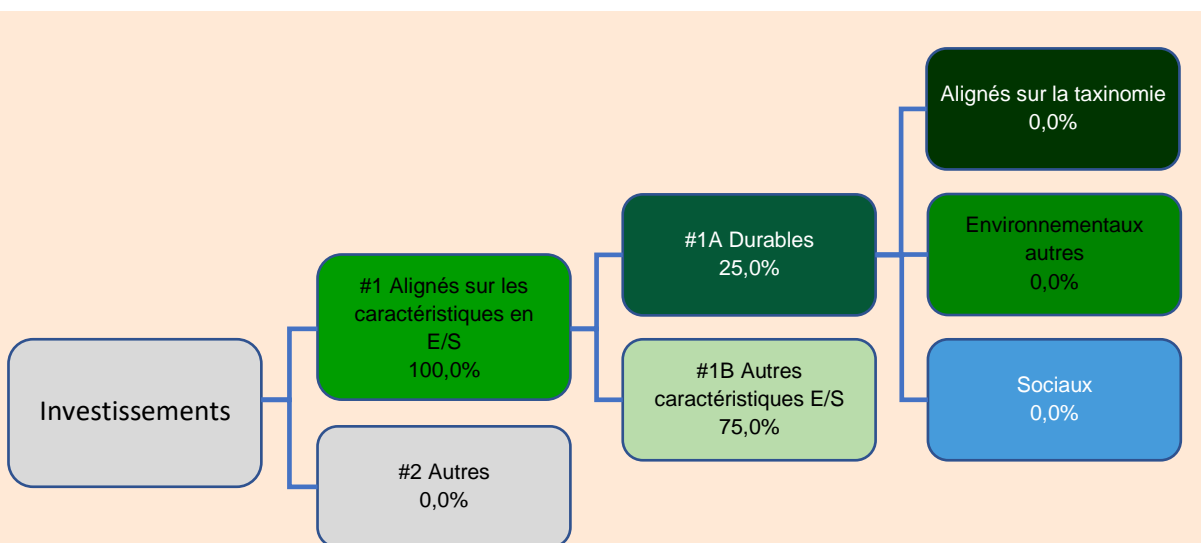 Investissements
#1 Alignés sur les
caractéristiques en
E/S
100,0%
#2 Autres
0,0%
#1A Durables
25,0%
#1B Autres
caractéristiques E/S
75,0%
Alignés sur la taxinomie
0,0%
Environnementaux
autres
0,0%
Sociaux
0,0%